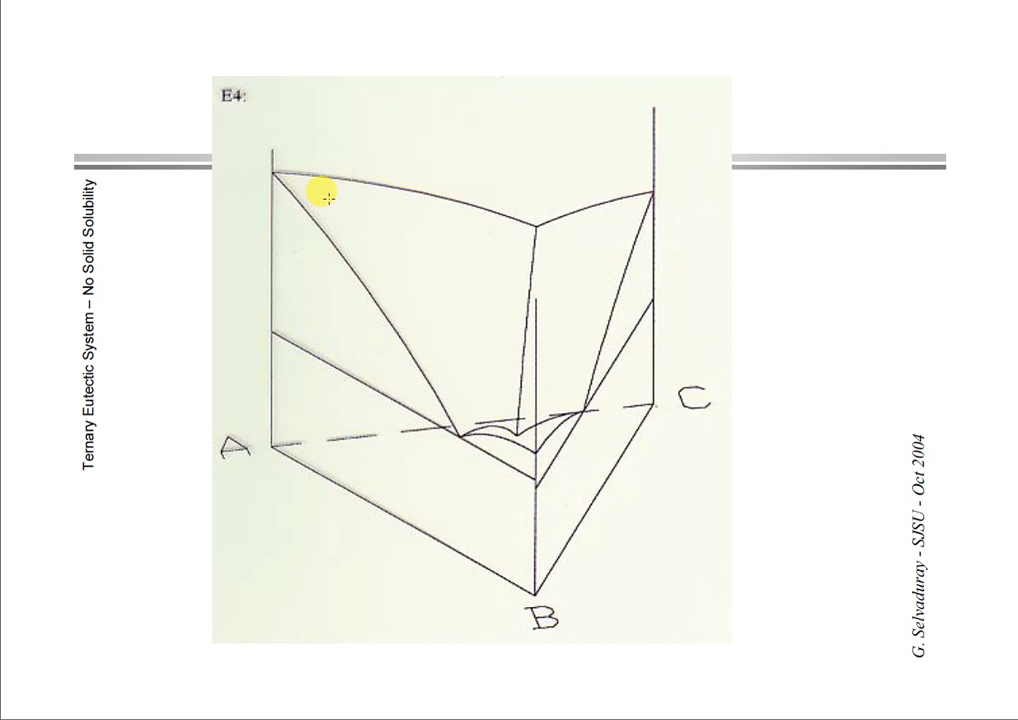 E4:
Ternary Eutectic System – No Solid Solubility
A
C
B
G. Selvaduray - SJSU - Oct 2004